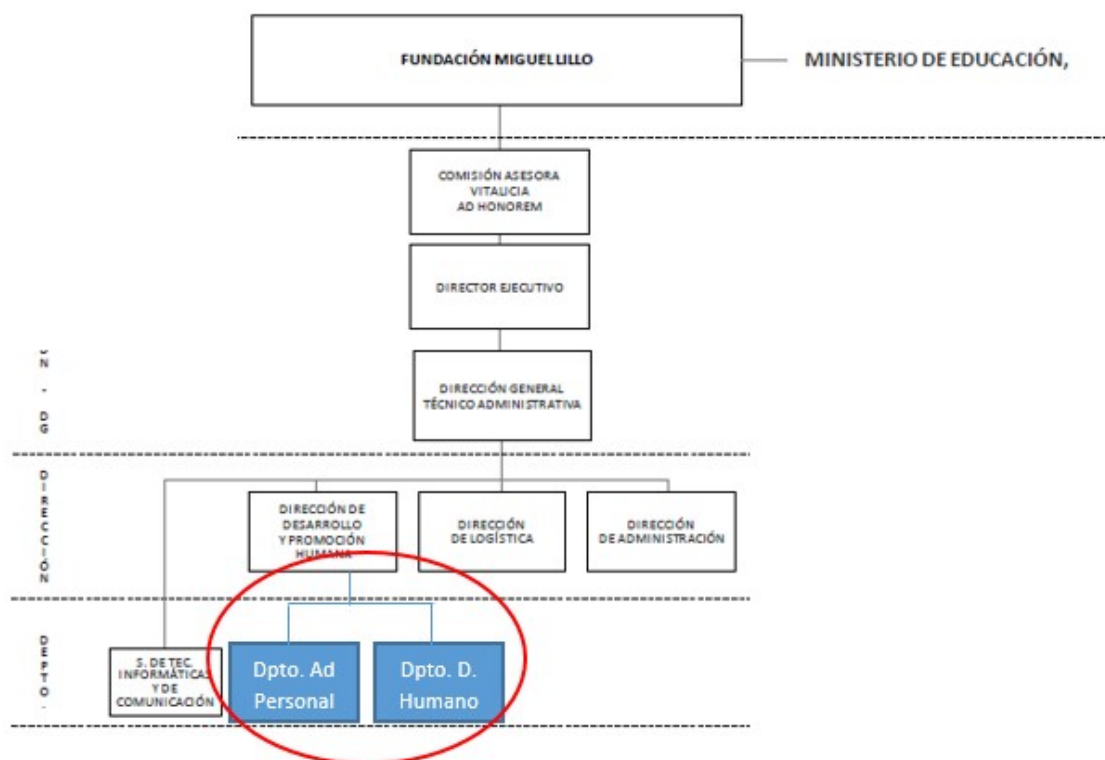 FUNDACIÓN MIGUEL LILLO
MINISTERIO DE EDUCACIÓN,
COMISIÓN ASESORA
VITALICIA
AD HONOREM
DIRECTOR EJECUTIVO
N - DG
DIRECCIÓN GENERAL
TÉCNICO ADMINISTRATIVA
DIRECCIÓN
DIRECCIÓN DE
DESARROLLO
Y PROMOCIÓN
HUMANA
DIRECCIÓN
DE LOGÍSTICA
DIRECCIÓN
DE ADMINISTRACIÓN
DEPTO.
S. DE TEC.
INFORMÁTICAS
Y DE
COMUNICACIÓN
Dpto. Ad
Personal
Dpto. D.
Humano